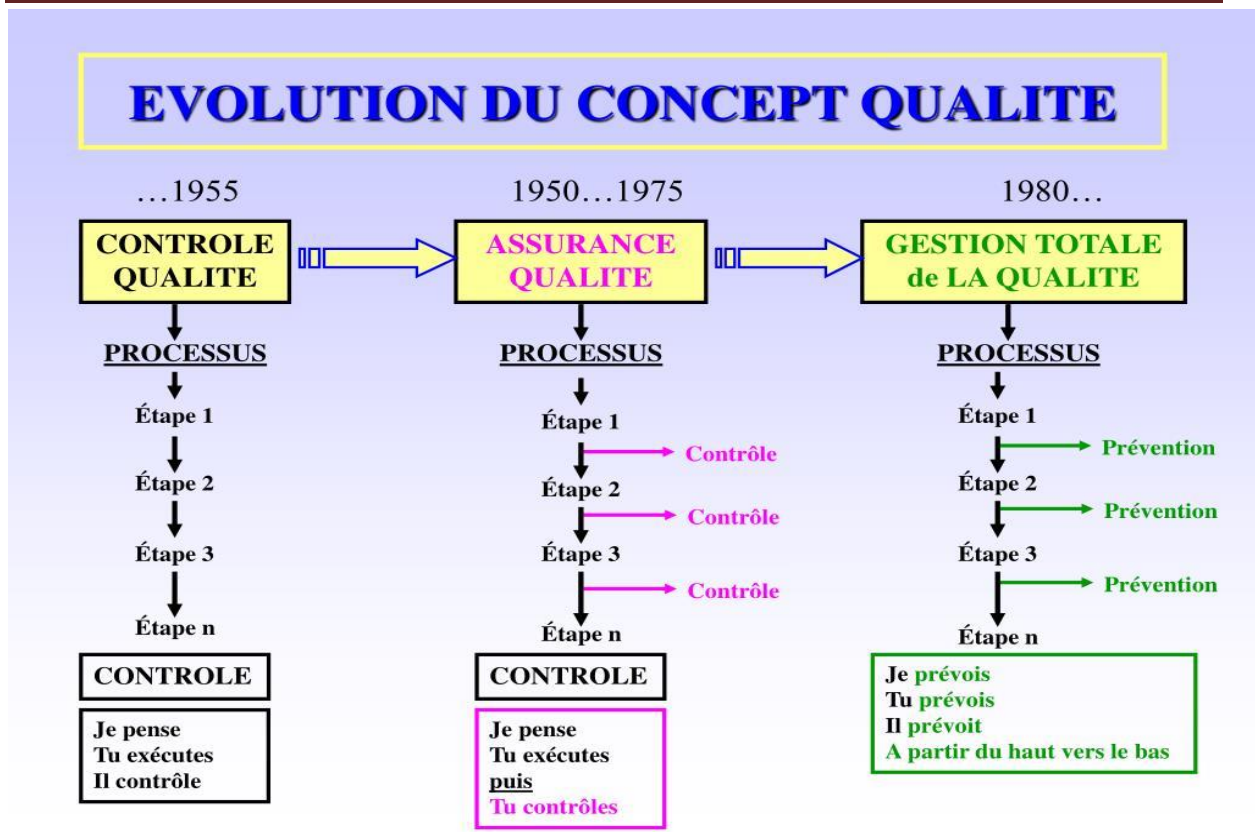 EVOLUTION DU CONCEPT QUALITE
…1955
CONTROLE
QUALITE
PROCESSUS
Étape 1
Étape 2
Étape 3
Étape n
CONTROLE
Je pense
Tu exécutes
Il contrôle
1950…1975
ASSURANCE
QUALITE
PROCESSUS
Étape 1
Contrôle
Étape 2
Contrôle
Étape 3
Contrôle
Étape n
CONTROLE
Je pense
Tu exécutes
puis
Tu contrôles
1980…
GESTION TOTALE
de LA QUALITE
PROCESSUS
Étape 1
Prévention
Étape 2
Prévention
Étape 3
Prévention
Étape n
Je prévois
Tu prévois
Il prévoit
A partir du haut vers le bas